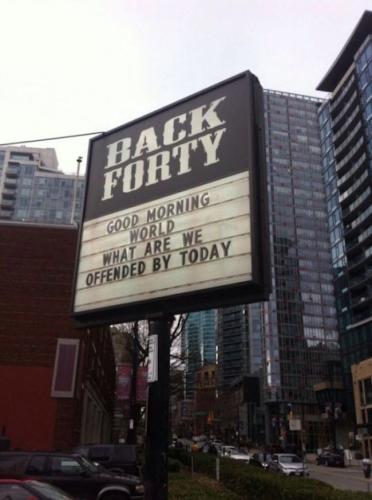 BACK
FORTY
GOOD MORNING
WORLD
WHAT ARE WE
OFFENDED BY TODAY